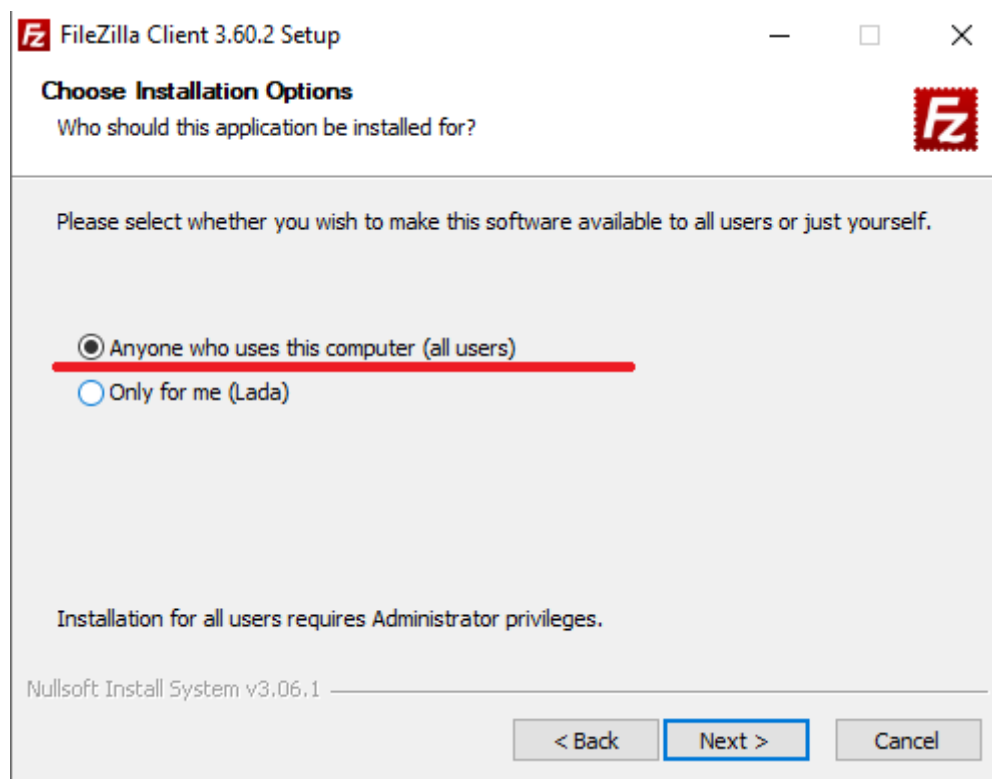 FileZilla Client 3.60.2 Setup
Choose Installation Options
Who should this application be installed for?
Fz
Please select whether you wish to make this software available to all users or just yourself.
Anyone who uses this computer (all users)
Only for me (Lada)
Installation for all users requires Administrator privileges.
Nullsoft Install System v3.06.1
< Back Next > Cancel